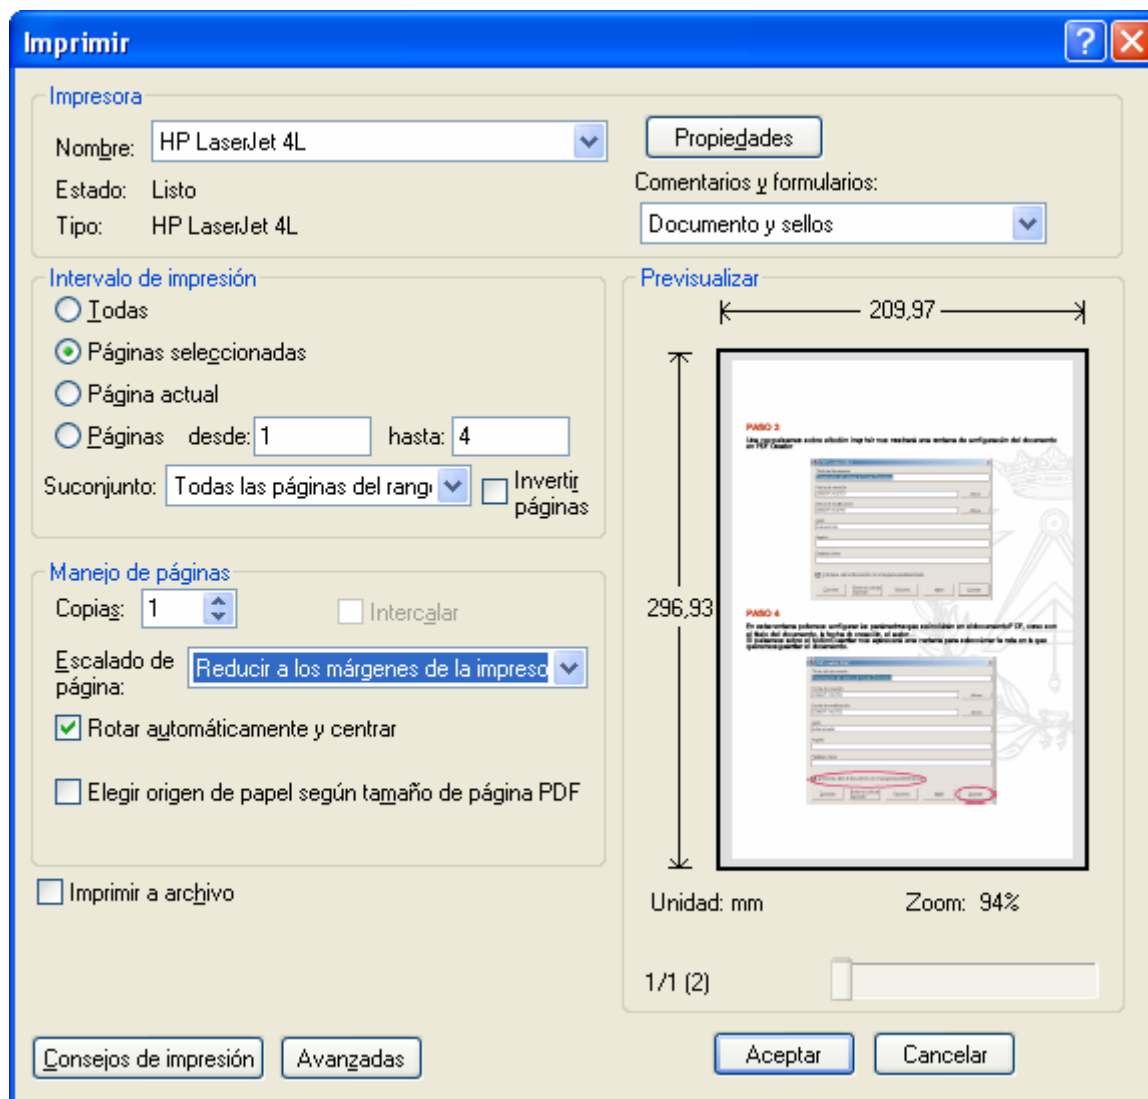 Imprimir
Impresora
Nombre: HP LaserJet 4L
Propiedades
Estado: Listo
Comentarios y formularios:
Tipo: HP LaserJet 4L
Documento y sellos
Intervalo de impresión
Todas
Páginas seleccionadas
Página actual
Páginas desde: 1 hasta: 4
Suconjunto: Todas las páginas del rang
Invertir
páginas
Manejo de páginas
Copias: 1
Intercalar
Escalado de
página:
Reducir a los márgenes de la impreso
Rotar automáticamente y centrar
Elegir origen de papel según tamaño de página PDF
Imprimir a archivo
Previsualizar
209,97
296,93
PASO 3
en PDF Creator
PASO 4
Unidad: mm Zoom: 94%
1/1 (2)
Consejos de impresión
Avanzadas
Aceptar
Cancelar